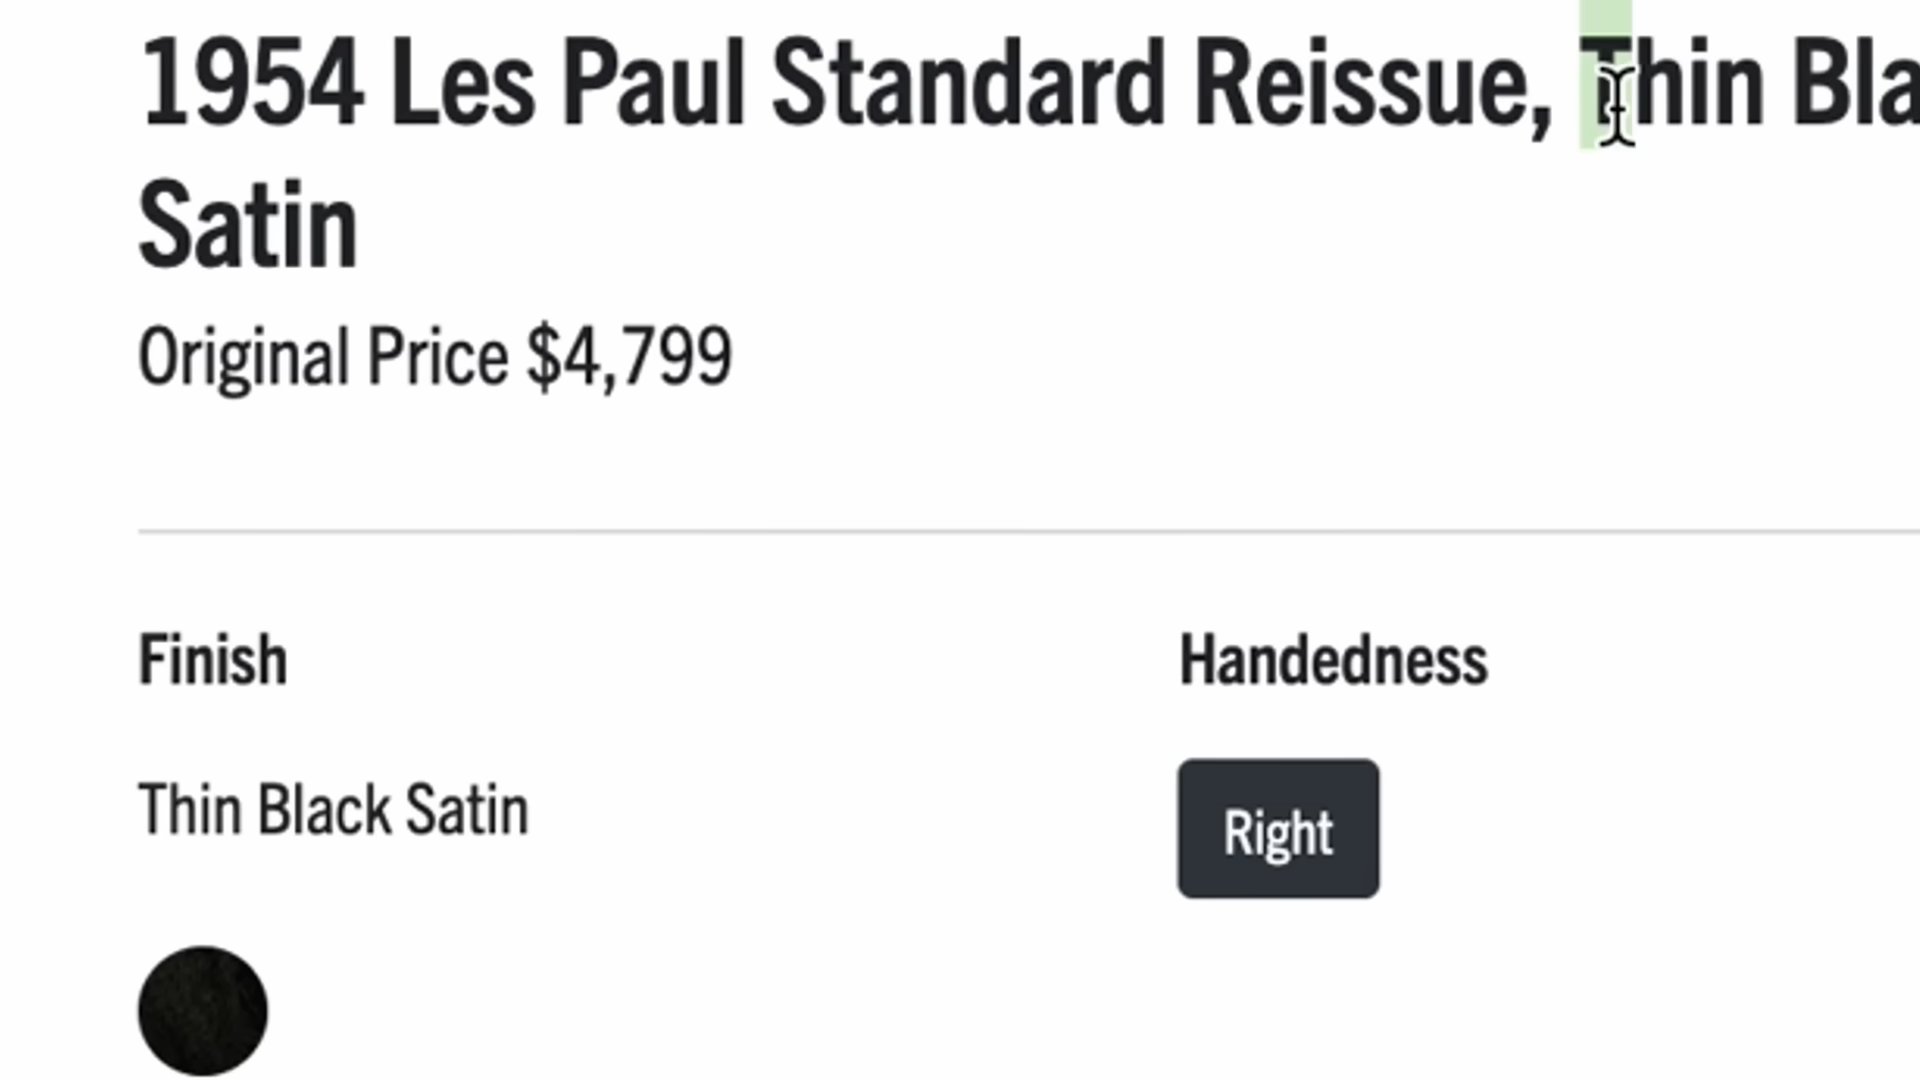 1954 Les Paul Standard Reissue, Thin Bla
Satin
Original Price $4,799
Finish
Handedness
Thin Black Satin
Right